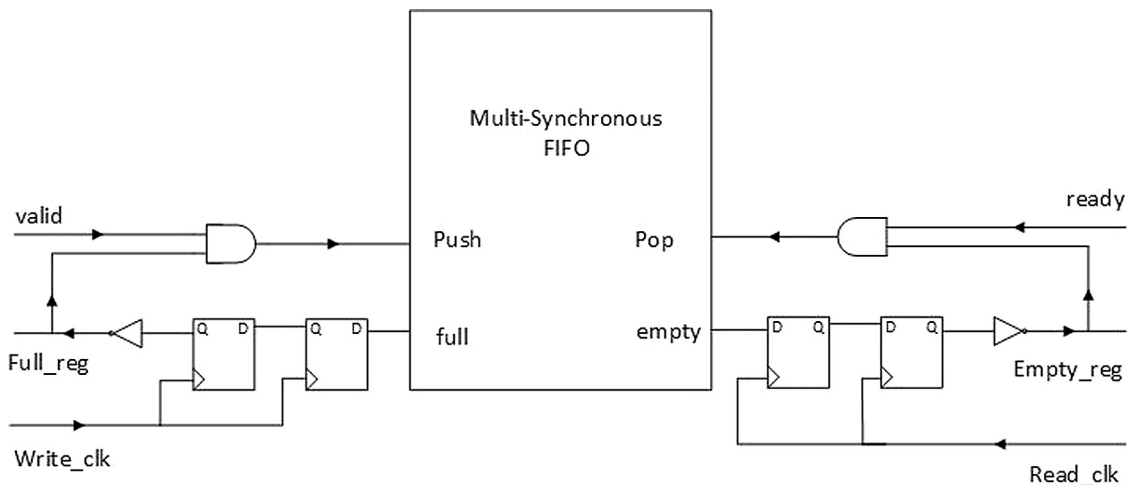 Multi-Synchronous
FIFO
valid
ready
Push
Pop
Q D
Q D
full
empty
D Q
D Q
Full_reg
Empty_reg
Write_clk
Read_clk